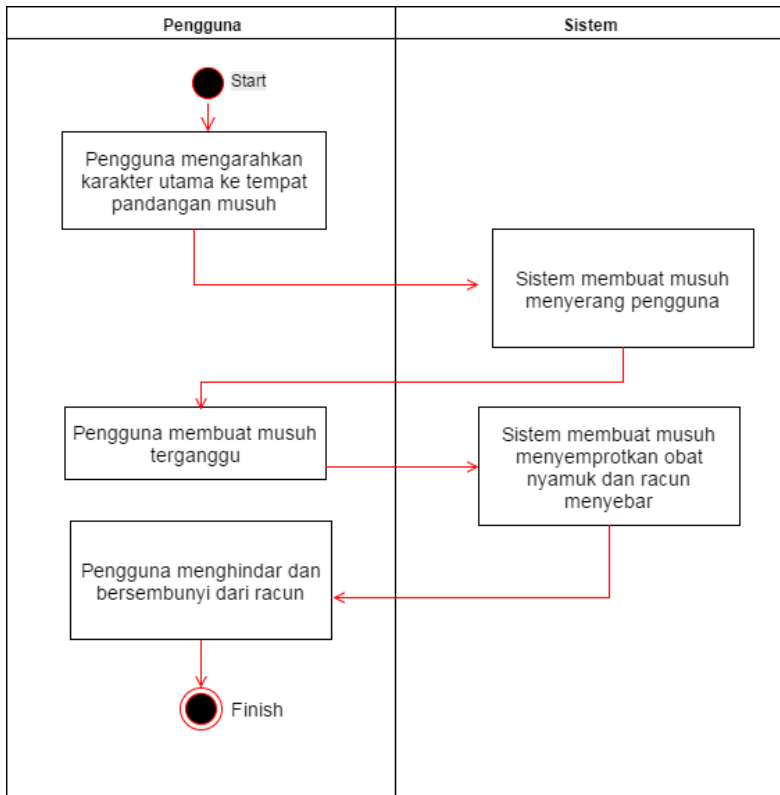 Pengguna
Sistem
Start
Pengguna mengarahkan
karakter utama ke tempat
pandangan musuh
Sistem membuat musuh
menyerang pengguna
Pengguna membuat musuh
terganggu
Sistem membuat musuh
menyemprotkan obat
nyamuk dan racun
menyebar
Pengguna menghindar dan
bersembunyi dari racun
Finish